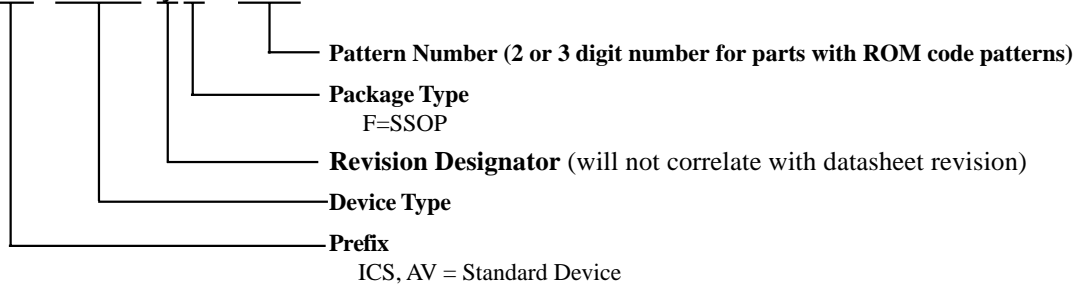 Pattern Number (2 or 3 digit number for parts with ROM code patterns)
Package Type
F=SSOP
Revision Designator (will not correlate with datasheet revision)
Device Type
Prefix
ICS, AV = Standard Device